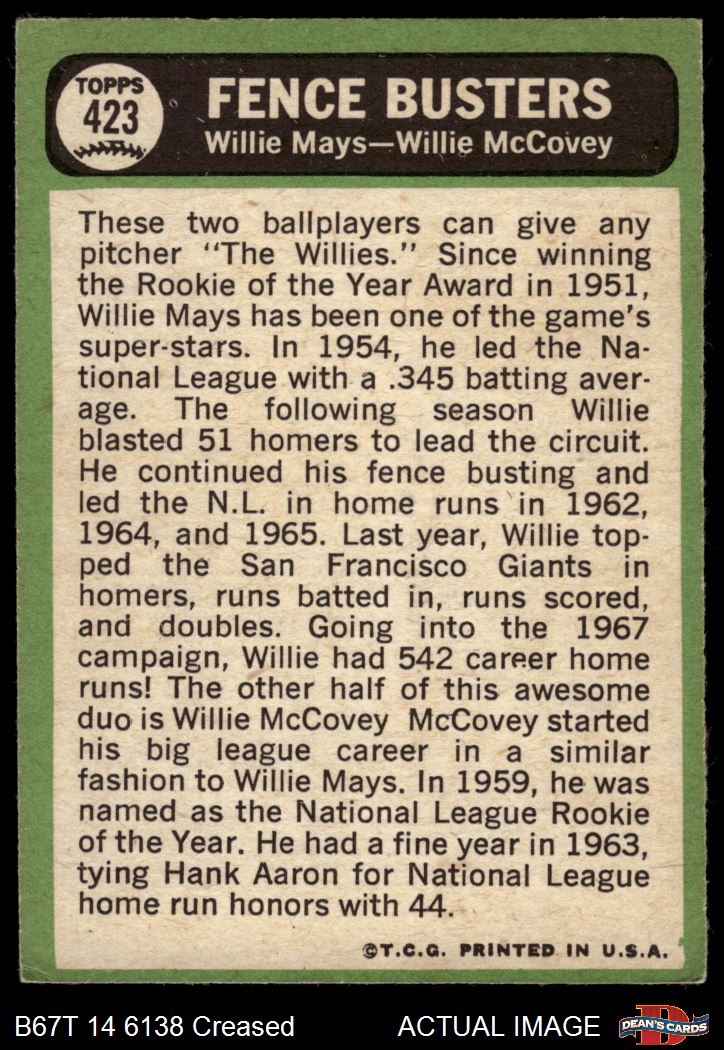 TOPPS
423
FENCE BUSTERS
Willie Mays—Willie McCovey
These two ballplayers can give any
pitcher "The Willies." Since winning
the Rookie of the Year Award in 1951,
Willie Mays has been one of the game's
super-stars. In 1954, he led the Na-
tional League with a .345 batting aver-
age. The following season Willie
blasted 51 homers to lead the circuit.
He continued his fence busting and
led the N.L. in home runs in 1962,
1964, and 1965. Last year, Willie top-
ped the San Francisco Giants in
homers, runs batted in, runs scored,
and doubles. Going into the 1967
campaign, Willie had 542 career home
runs! The other half of this awesome
duo is Willie McCovey McCovey started
his big league career in a similar
fashion to Willie Mays. In 1959, he was
named as the National League Rookie
of the Year. He had a fine year in 1963,
tying Hank Aaron for National League
home run honors with 44.
©T.C.G. PRINTED IN U.S.A.
B67T 14 6138 Creased
ACTUAL IMAGE
D
DEAN'S CARDS